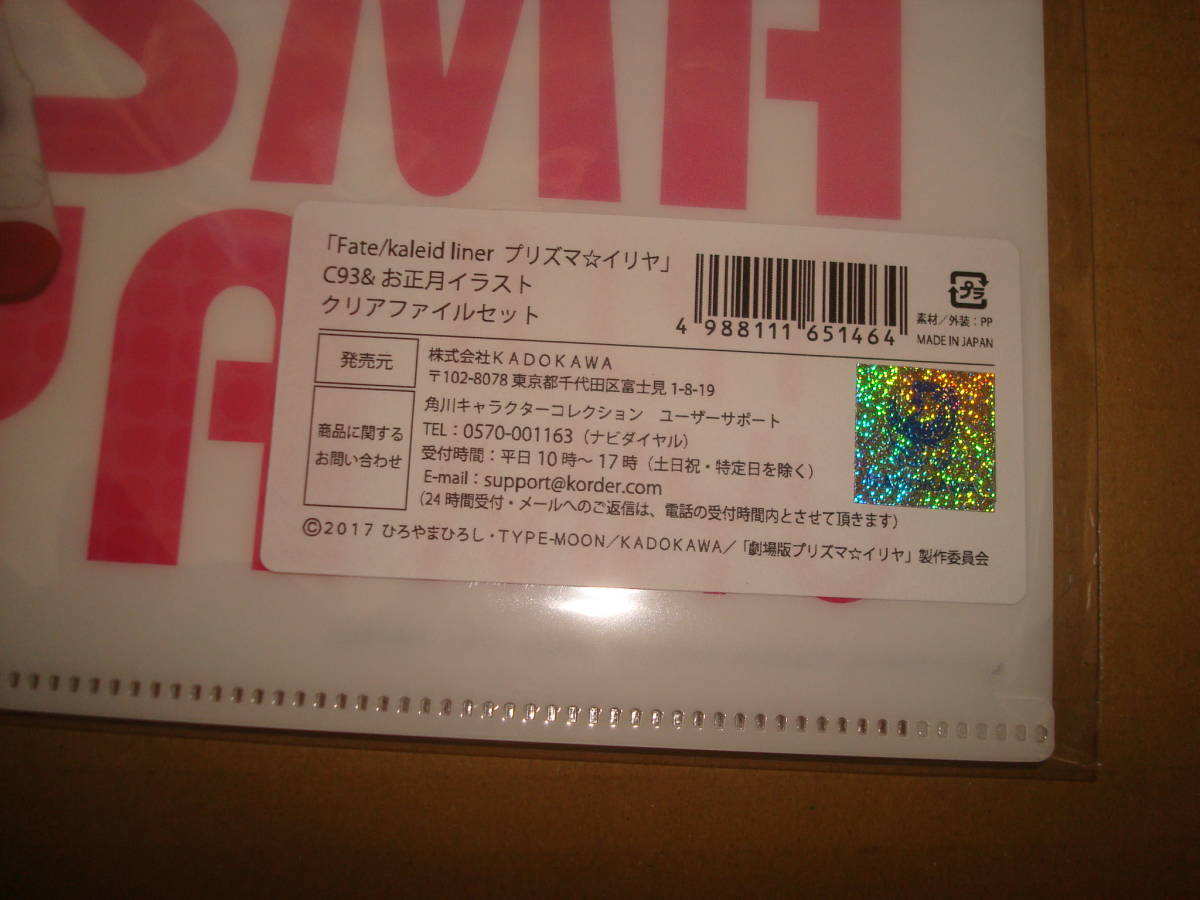 SMA
PA
「Fate/kaleid liner プリズマ☆イリヤ」
C93& お正月イラスト
クリアファイルセット
4 988111 651464
プラ
素材/外装：PP
MADE IN JAPAN
発売元
株式会社KADOKAWA
〒102-8078 東京都千代田区富士見 1-8-19
商品に関する
お問い合わせ
角川キャラクターコレクション ユーザーサポート
TEL：0570-001163（ナビダイヤル）
受付時間：平日 10 時～ 17 時（土日祝・特定日を除く）
E-mail：support@korder.com
（24 時間受付・メールへのご返信は、電話の受付時間内とさせて頂きます）
©2017 ひろやまひろし・TYPE-MOON／KADOKAWA／「劇場版プリズマ☆イリヤ」製作委員会